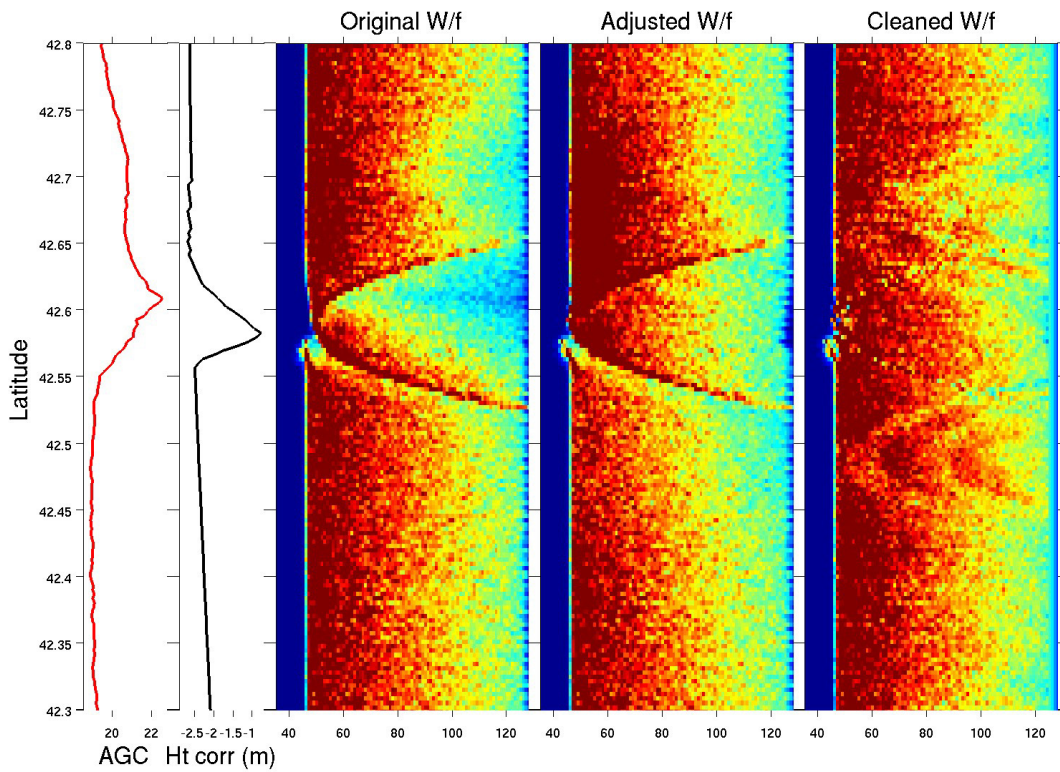 Original W/f
Adjusted W/f
Cleaned W/f
42.8
42.75
42.7
42.65
42.6
42.55
42.5
42.45
42.4
42.35
42.3
Latitude
20 22
-2.5-2-1.5-1
40 60 80 100 120
40 60 80 100 120
40 60 80 100 120
AGC
Ht corr (m)